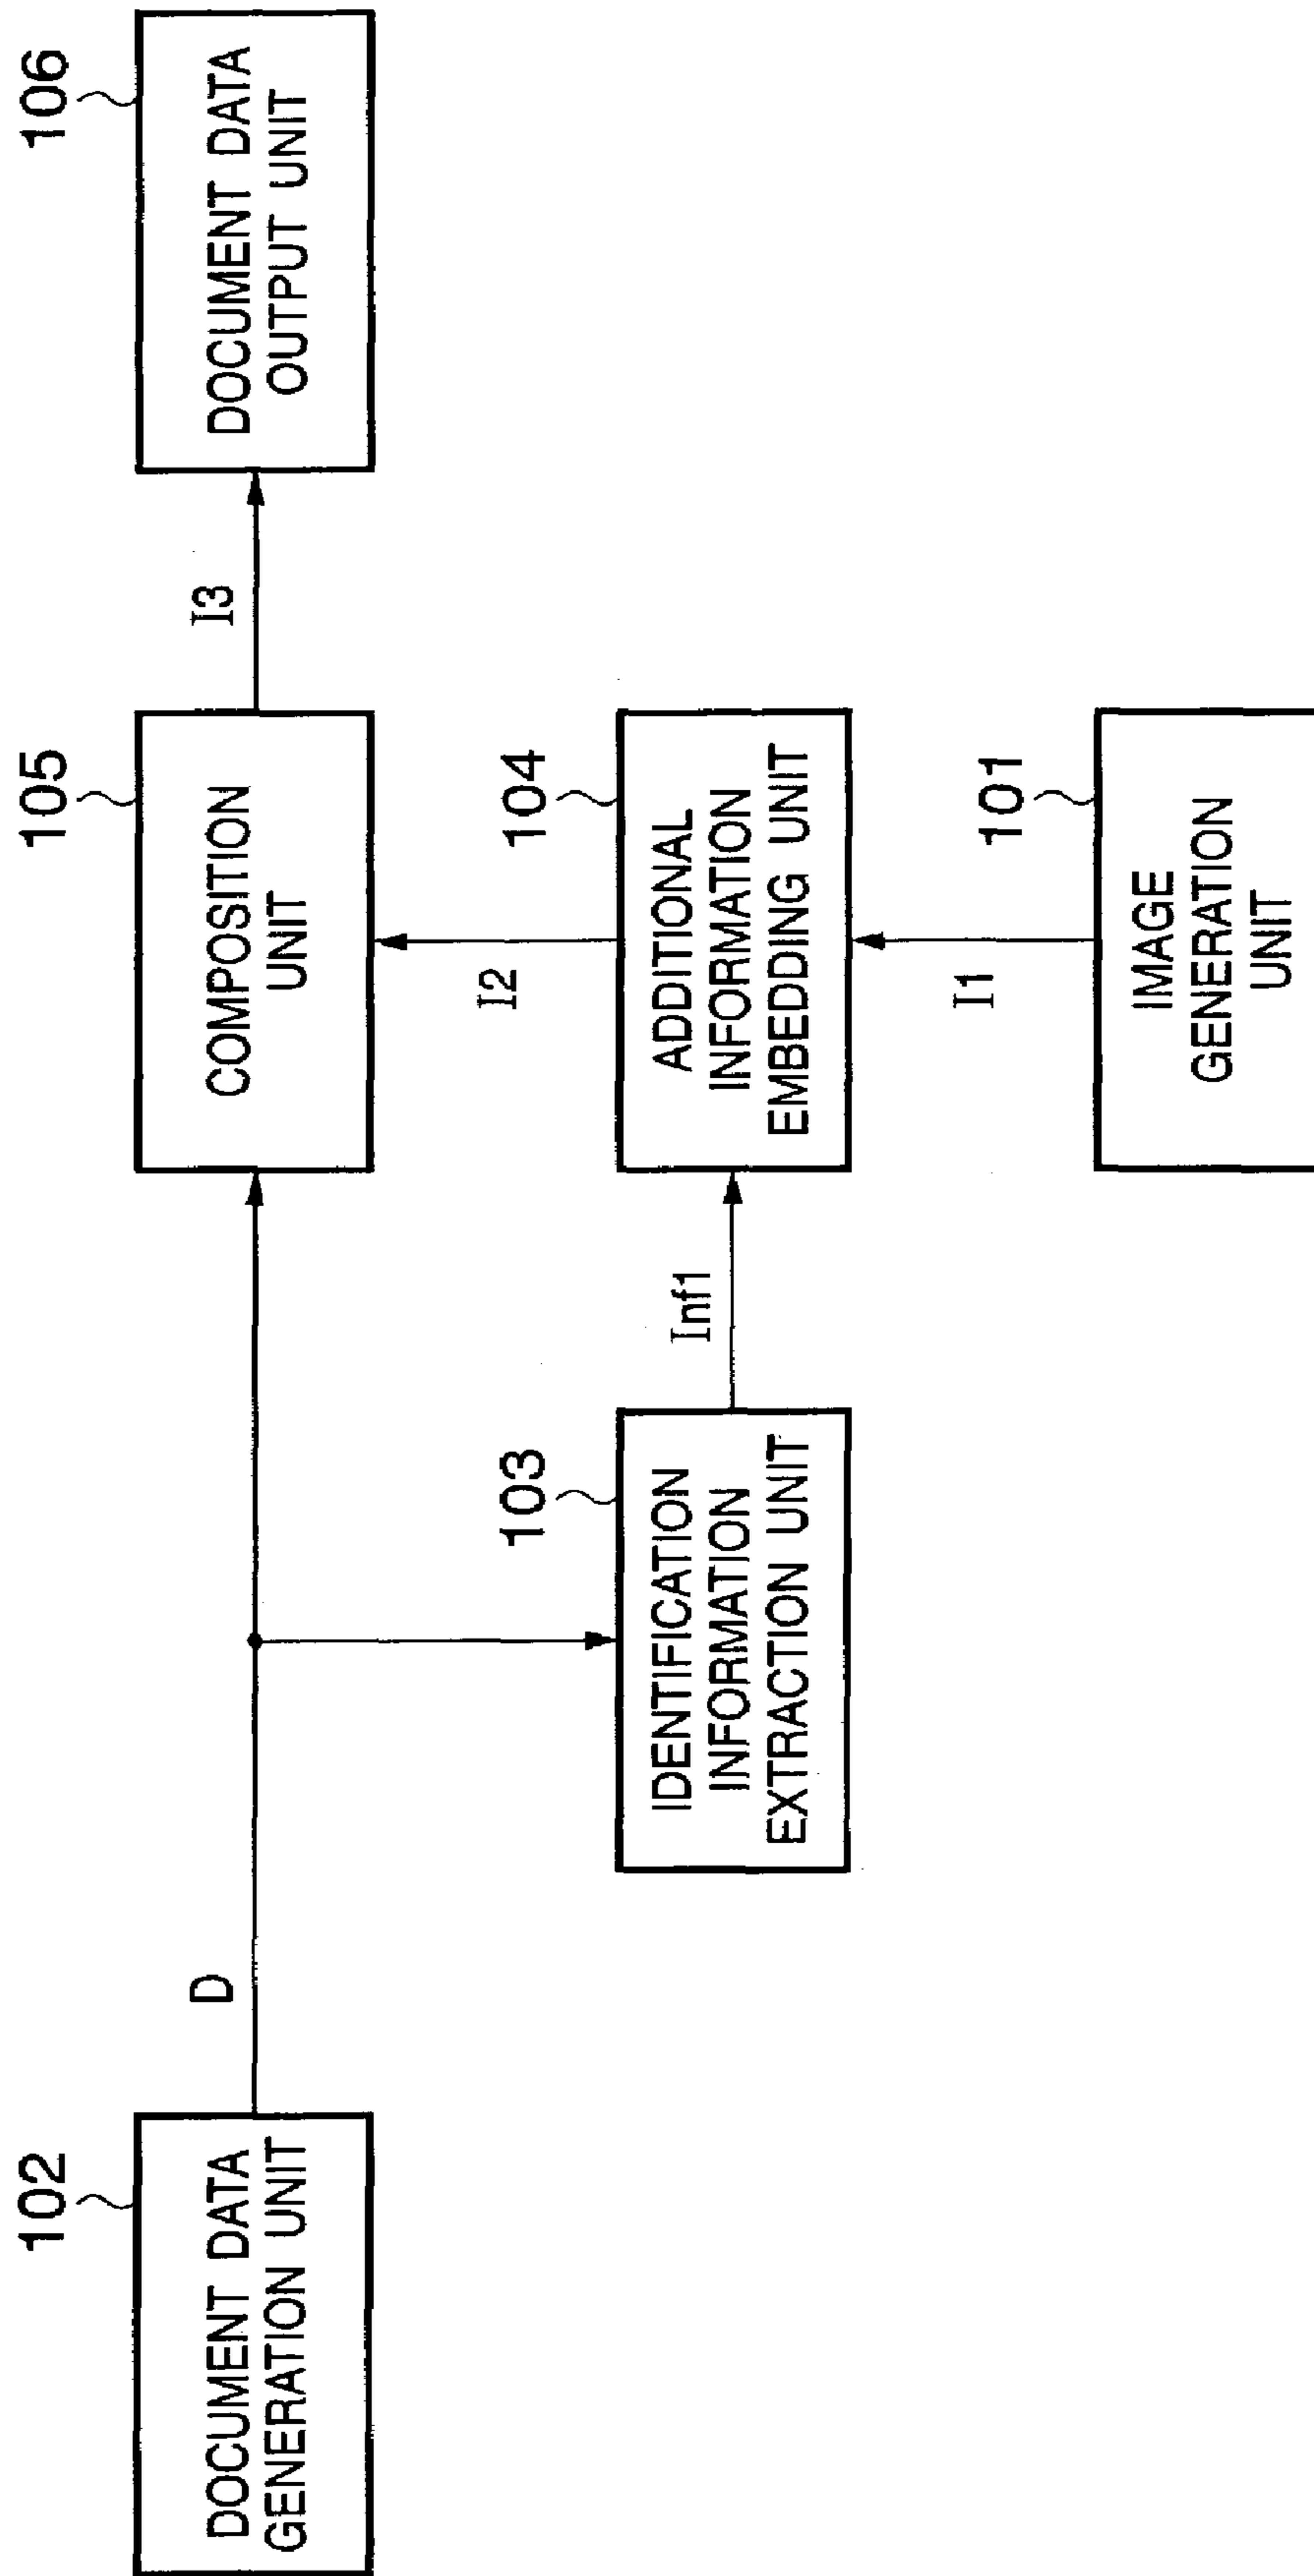 102
DOCUMENT DATA
GENERATION UNIT
D
105
COMPOSITION
UNIT
I3
106
DOCUMENT DATA
OUTPUT UNIT
103
IDENTIFICATION
INFORMATION
EXTRACTION UNIT
Inf1
I2
104
ADDITIONAL
INFORMATION
EMBEDDING UNIT
I1
101
IMAGE
GENERATION
UNIT